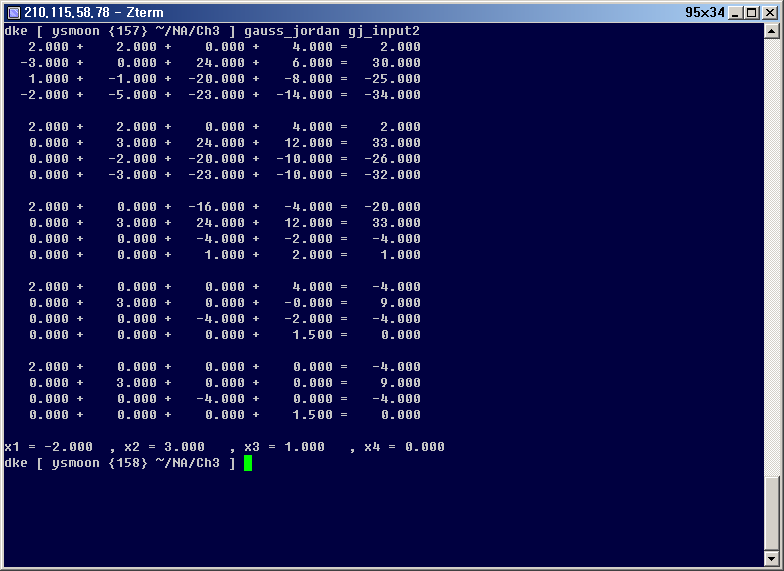 210.115.58.78 - Zterm 95×34
dke [ ysmoon {157} ~/NA/Ch3 ] gauss_jordan gj_input2
2.000 + 2.000 + 0.000 + 4.000 = 2.000
-3.000 + 0.000 + 24.000 + 6.000 = 30.000
1.000 + -1.000 + -20.000 + -8.000 = -25.000
-2.000 + -5.000 + -23.000 + -14.000 = -34.000
2.000 + 2.000 + 0.000 + 4.000 = 2.000
0.000 + 3.000 + 24.000 + 12.000 = 33.000
0.000 + -2.000 + -20.000 + -10.000 = -26.000
0.000 + -3.000 + -23.000 + -10.000 = -32.000
2.000 + 0.000 + -16.000 + -4.000 = -20.000
0.000 + 3.000 + 24.000 + 12.000 = 33.000
0.000 + 0.000 + -4.000 + -2.000 = -4.000
0.000 + 0.000 + 1.000 + 2.000 = 1.000
2.000 + 0.000 + 0.000 + 4.000 = -4.000
0.000 + 3.000 + 0.000 + -0.000 = 9.000
0.000 + 0.000 + -4.000 + -2.000 = -4.000
0.000 + 0.000 + 0.000 + 1.500 = 0.000
2.000 + 0.000 + 0.000 + 0.000 = -4.000
0.000 + 3.000 + 0.000 + 0.000 = 9.000
0.000 + 0.000 + -4.000 + 0.000 = -4.000
0.000 + 0.000 + 0.000 + 1.500 = 0.000
x1 = -2.000 , x2 = 3.000 , x3 = 1.000 , x4 = 0.000
dke [ ysmoon {158} ~/NA/Ch3 ]